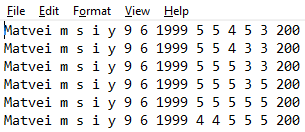 File Edit Format View Help
Matvei m s i y 9 6 1999 5 5 4 5 3 200
Matvei m s i y 9 6 1999 5 5 4 3 3 200
Matvei m s i y 9 6 1999 5 5 5 3 3 200
Matvei m s i y 9 6 1999 5 5 5 3 5 200
Matvei m s i y 9 6 1999 5 5 5 5 5 200
Matvei m s i y 9 6 1999 4 4 5 5 5 200